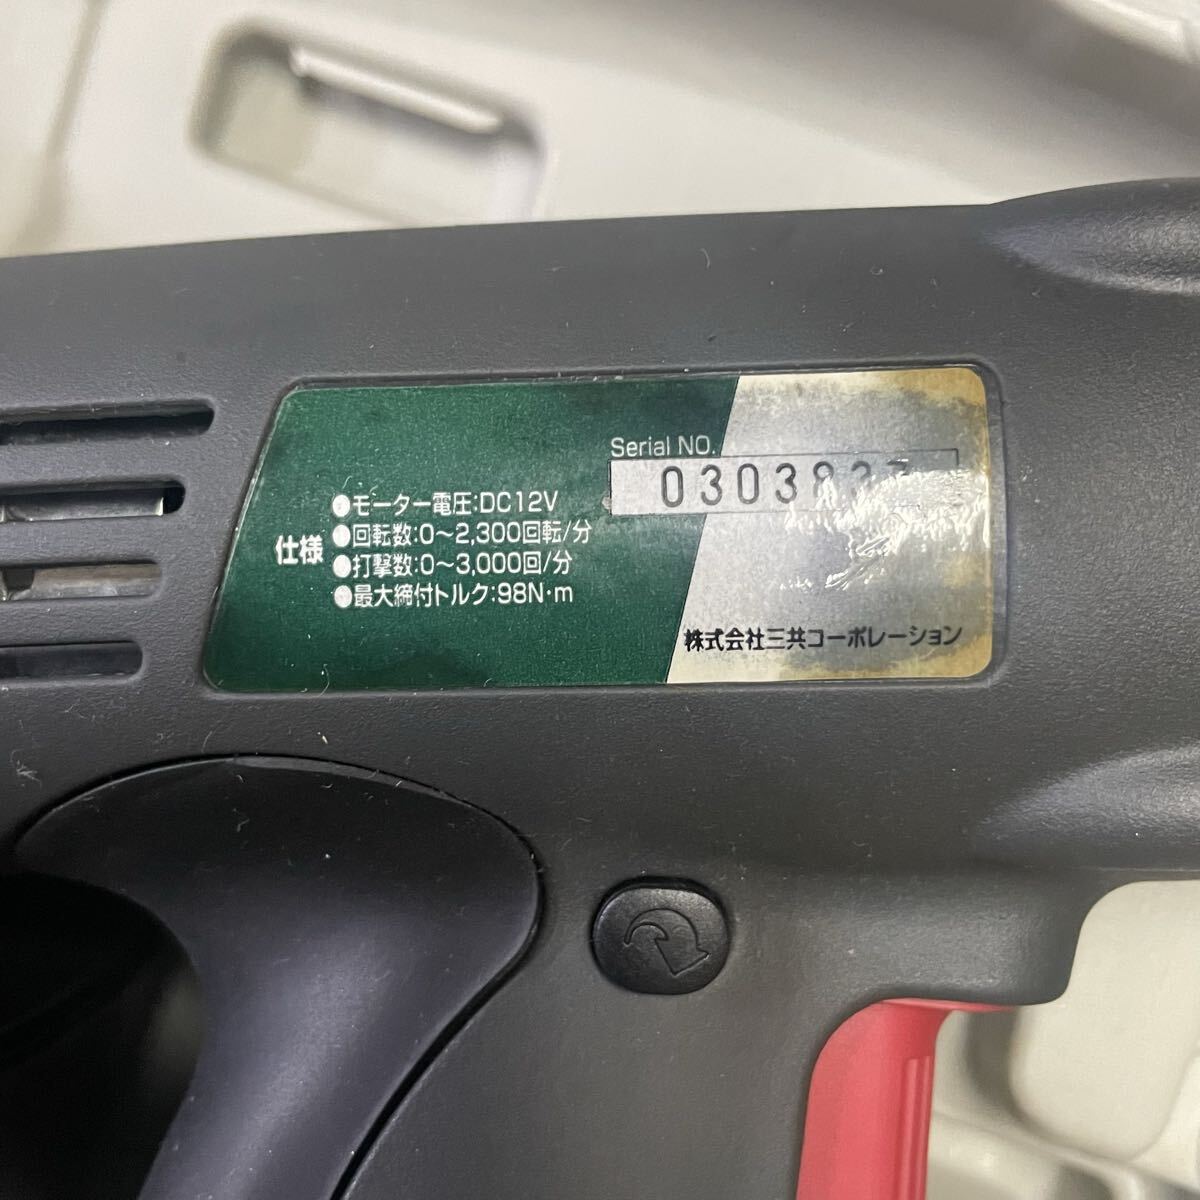 Serial NO.
仕様
●モーター電圧:DC12V
●回転数:0〜2,300回転/分
●打撃数:0〜3,000回/分
●最大締付トルク:98N・m
株式会社三共コーポレーション